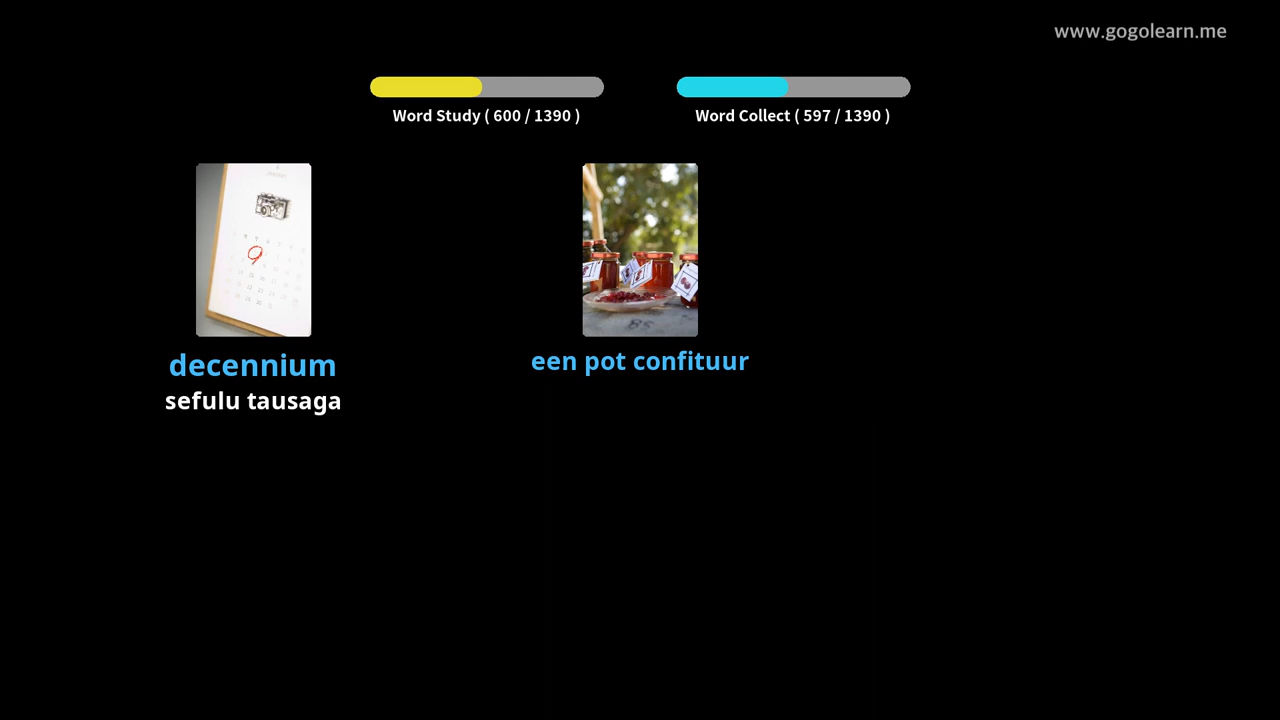 www.gogolearn.me
Word Study ( 600 / 1390 )
Word Collect ( 597 / 1390 )
decennium
sefulu tausaga
een pot confituur